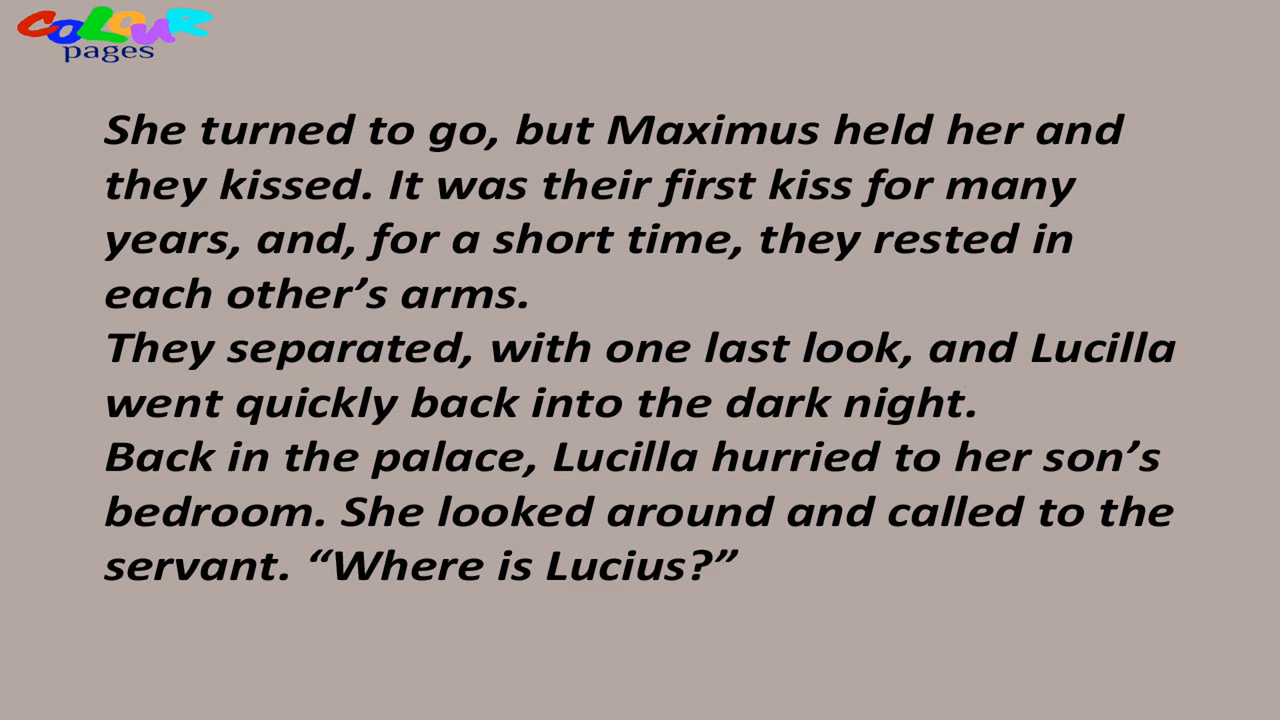 COLOUR
pages
She turned to go, but Maximus held her and
they kissed. It was their first kiss for many
years, and, for a short time, they rested in
each other’s arms.
They separated, with one last look, and Lucilla
went quickly back into the dark night.
Back in the palace, Lucilla hurried to her son’s
bedroom. She looked around and called to the
servant. “Where is Lucius?”